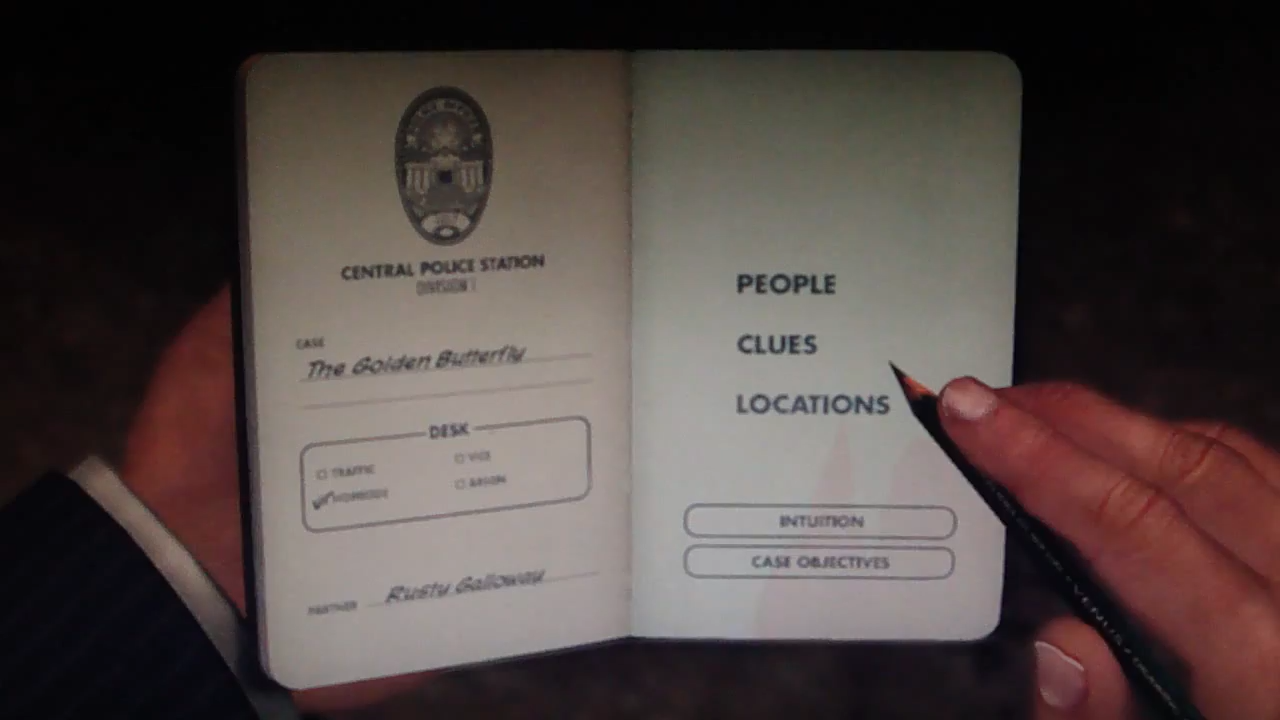 CENTRAL POLICE STATION
DIVISION 1
CASE
The Golden Butterfly
DESK
TRAFFIC
VICE
HOMICIDE
ARSON
PARTNER
Rusty Galloway
PEOPLE
CLUES
LOCATIONS
INTUITION
CASE OBJECTIVES
VENUS